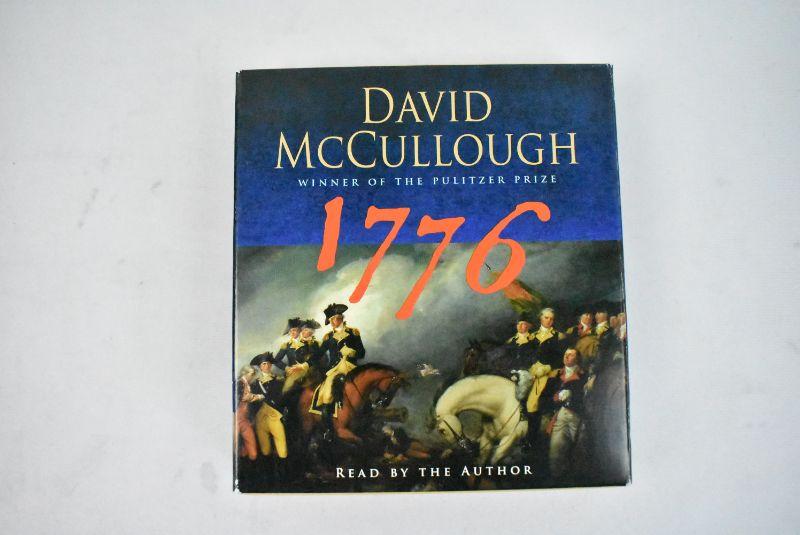 DAVID
MCCULLOUGH
WINNER OF THE PULITZER PRIZE
1776
READ BY THE AUTHOR